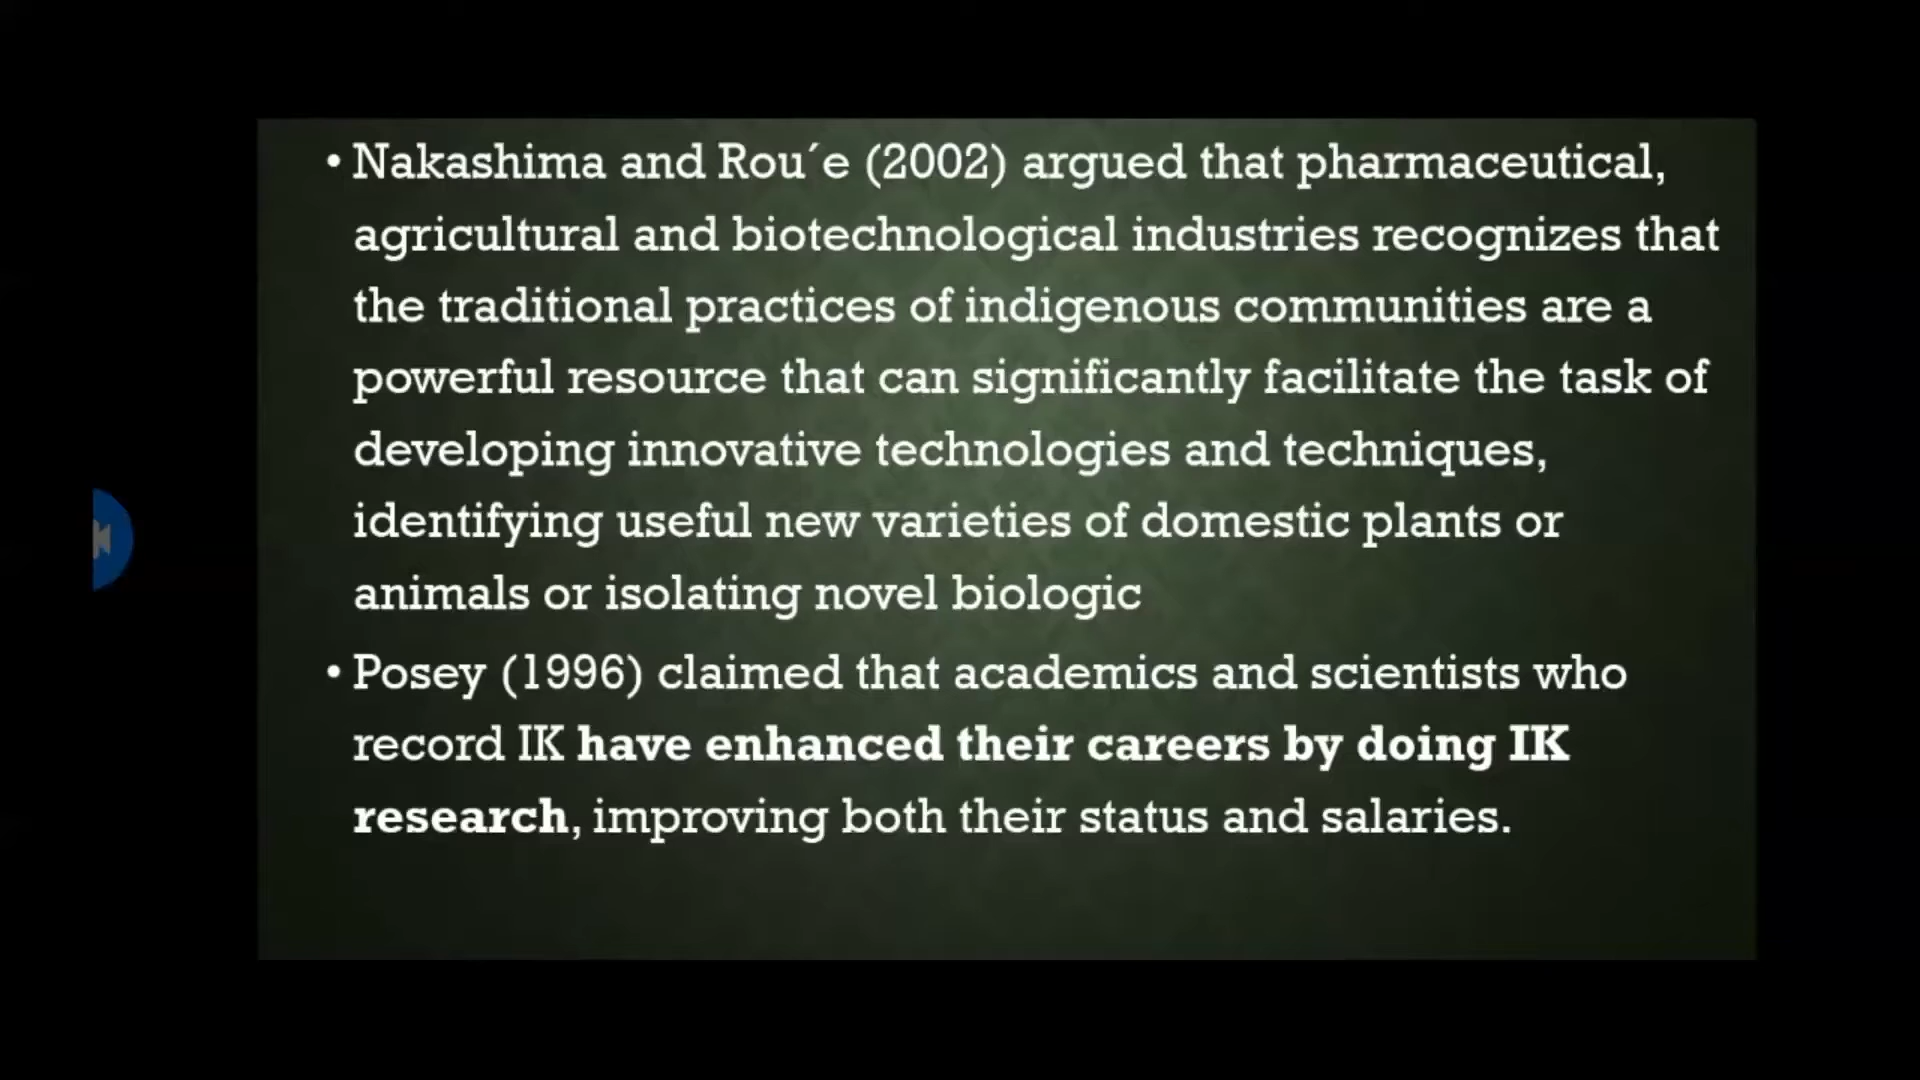 • Nakashima and Rou´e (2002) argued that pharmaceutical,
agricultural and biotechnological industries recognizes that
the traditional practices of indigenous communities are a
powerful resource that can significantly facilitate the task of
developing innovative technologies and techniques,
identifying useful new varieties of domestic plants or
animals or isolating novel biologic
• Posey (1996) claimed that academics and scientists who
record IK have enhanced their careers by doing IK
research, improving both their status and salaries.